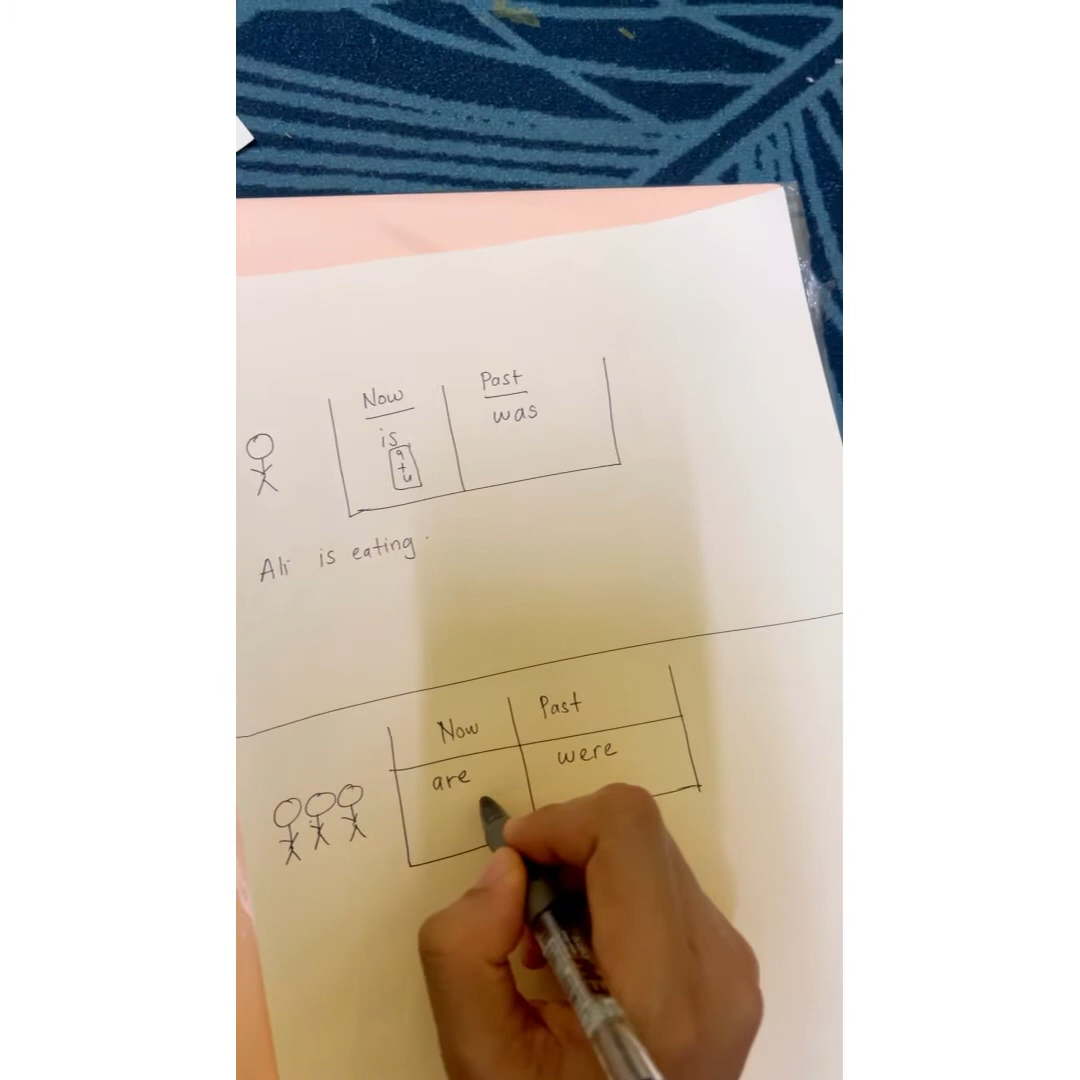 Now Past
is was
a
t
u
Ali is eating.
Now Past
are were